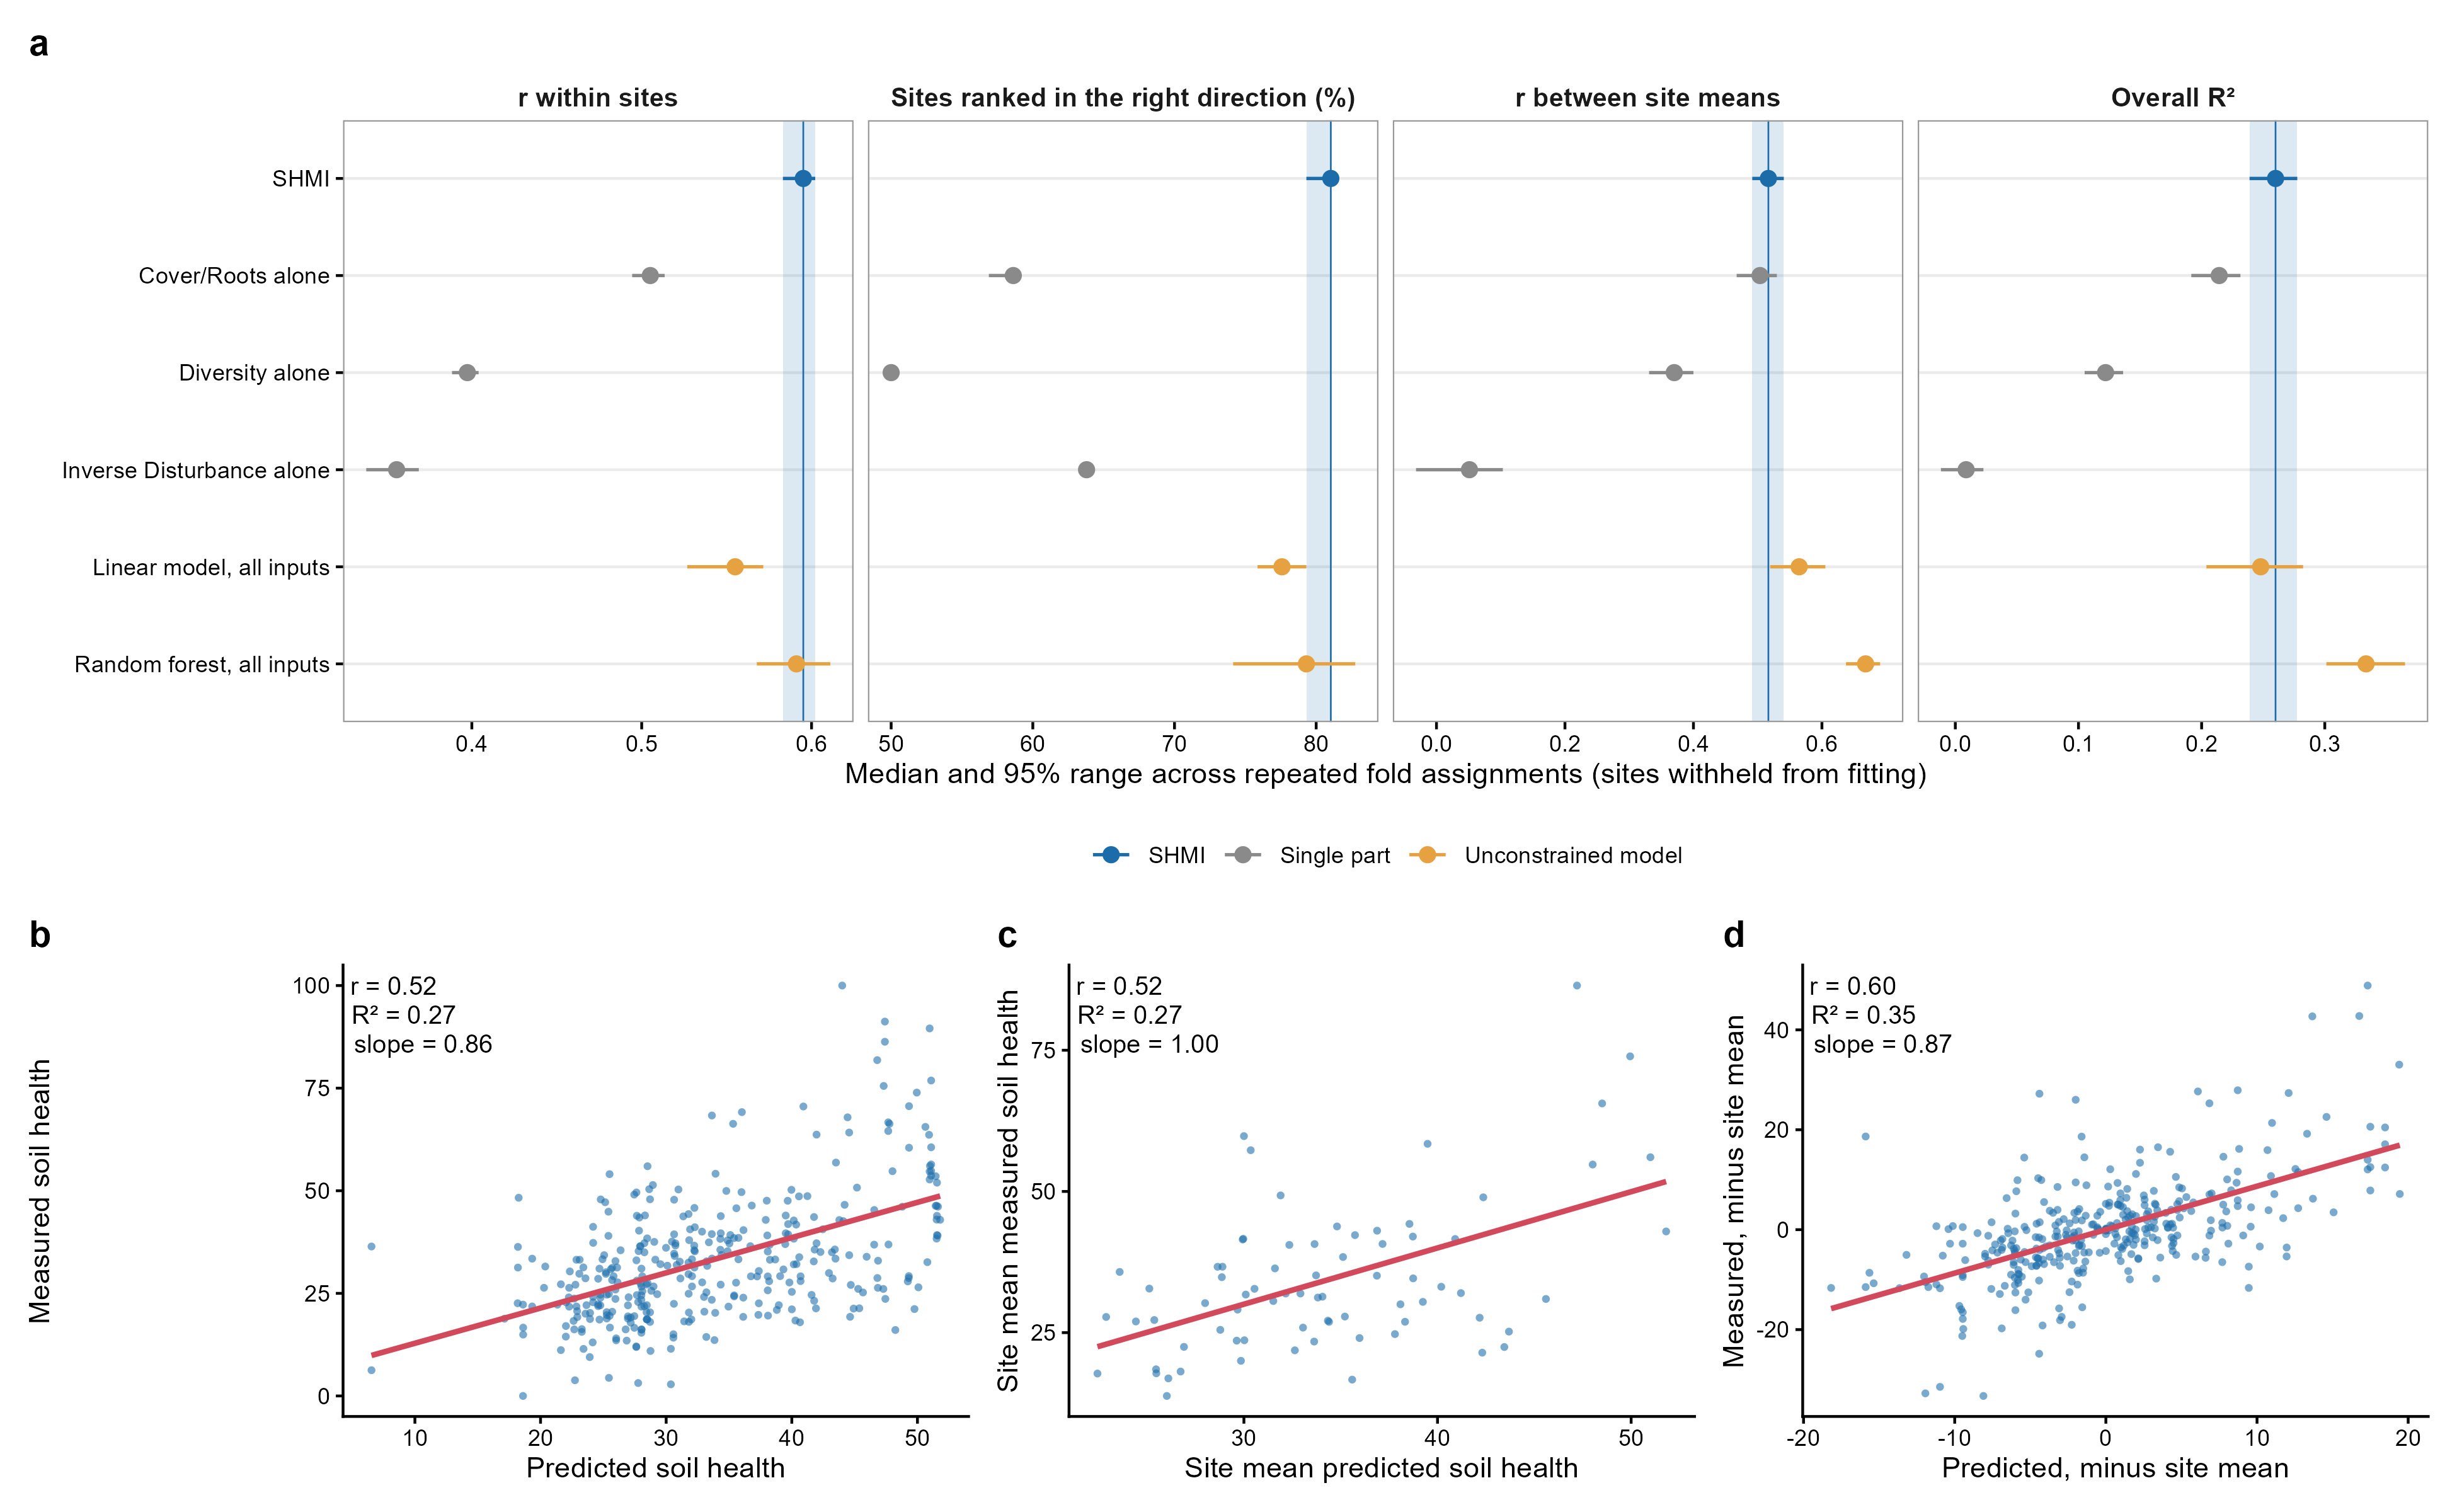 a
r within sites
Sites ranked in the right direction (%)
r between site means
Overall R²
SHMI
Cover/Roots alone
Diversity alone
Inverse Disturbance alone
Linear model, all inputs
Random forest, all inputs
0.4 0.5 0.6
50 60 70 80
0.0 0.2 0.4 0.6
0.0 0.1 0.2 0.3
Median and 95% range across repeated fold assignments (sites withheld from fitting)
SHMI Single part Unconstrained model
b
Measured soil health
100
75
50
25
0
r = 0.52
R² = 0.27
slope = 0.86
10 20 30 40 50
Predicted soil health
c
Site mean measured soil health
75
50
25
r = 0.52
R² = 0.27
slope = 1.00
30 40 50
Site mean predicted soil health
d
Measured, minus site mean
40
20
0
-20
r = 0.60
R² = 0.35
slope = 0.87
-20 -10 0 10 20
Predicted, minus site mean